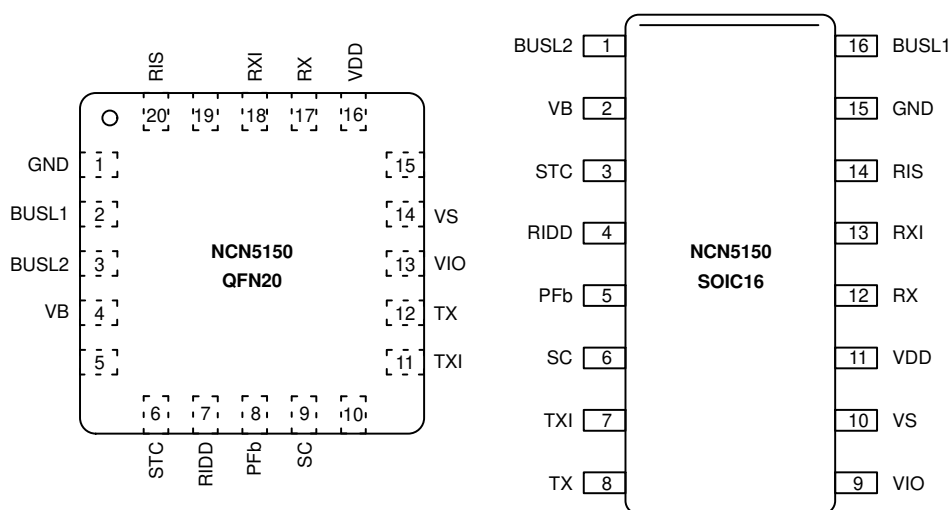 RIS
RXI
RX
VDD
20
19
18
17
16
GND
1
BUSL1
2
BUSL2
3
VB
4
5
15
14
VS
13
VIO
12
TX
11
TXI
NCN5150
QFN20
6
7
8
9
10
STC
RIDD
PFb
SC
BUSL2 1
VB 2
STC 3
RIDD 4
PFb 5
SC 6
TXI 7
TX 8
NCN5150
SOIC16
16 BUSL1
15 GND
14 RIS
13 RXI
12 RX
11 VDD
10 VS
9 VIO